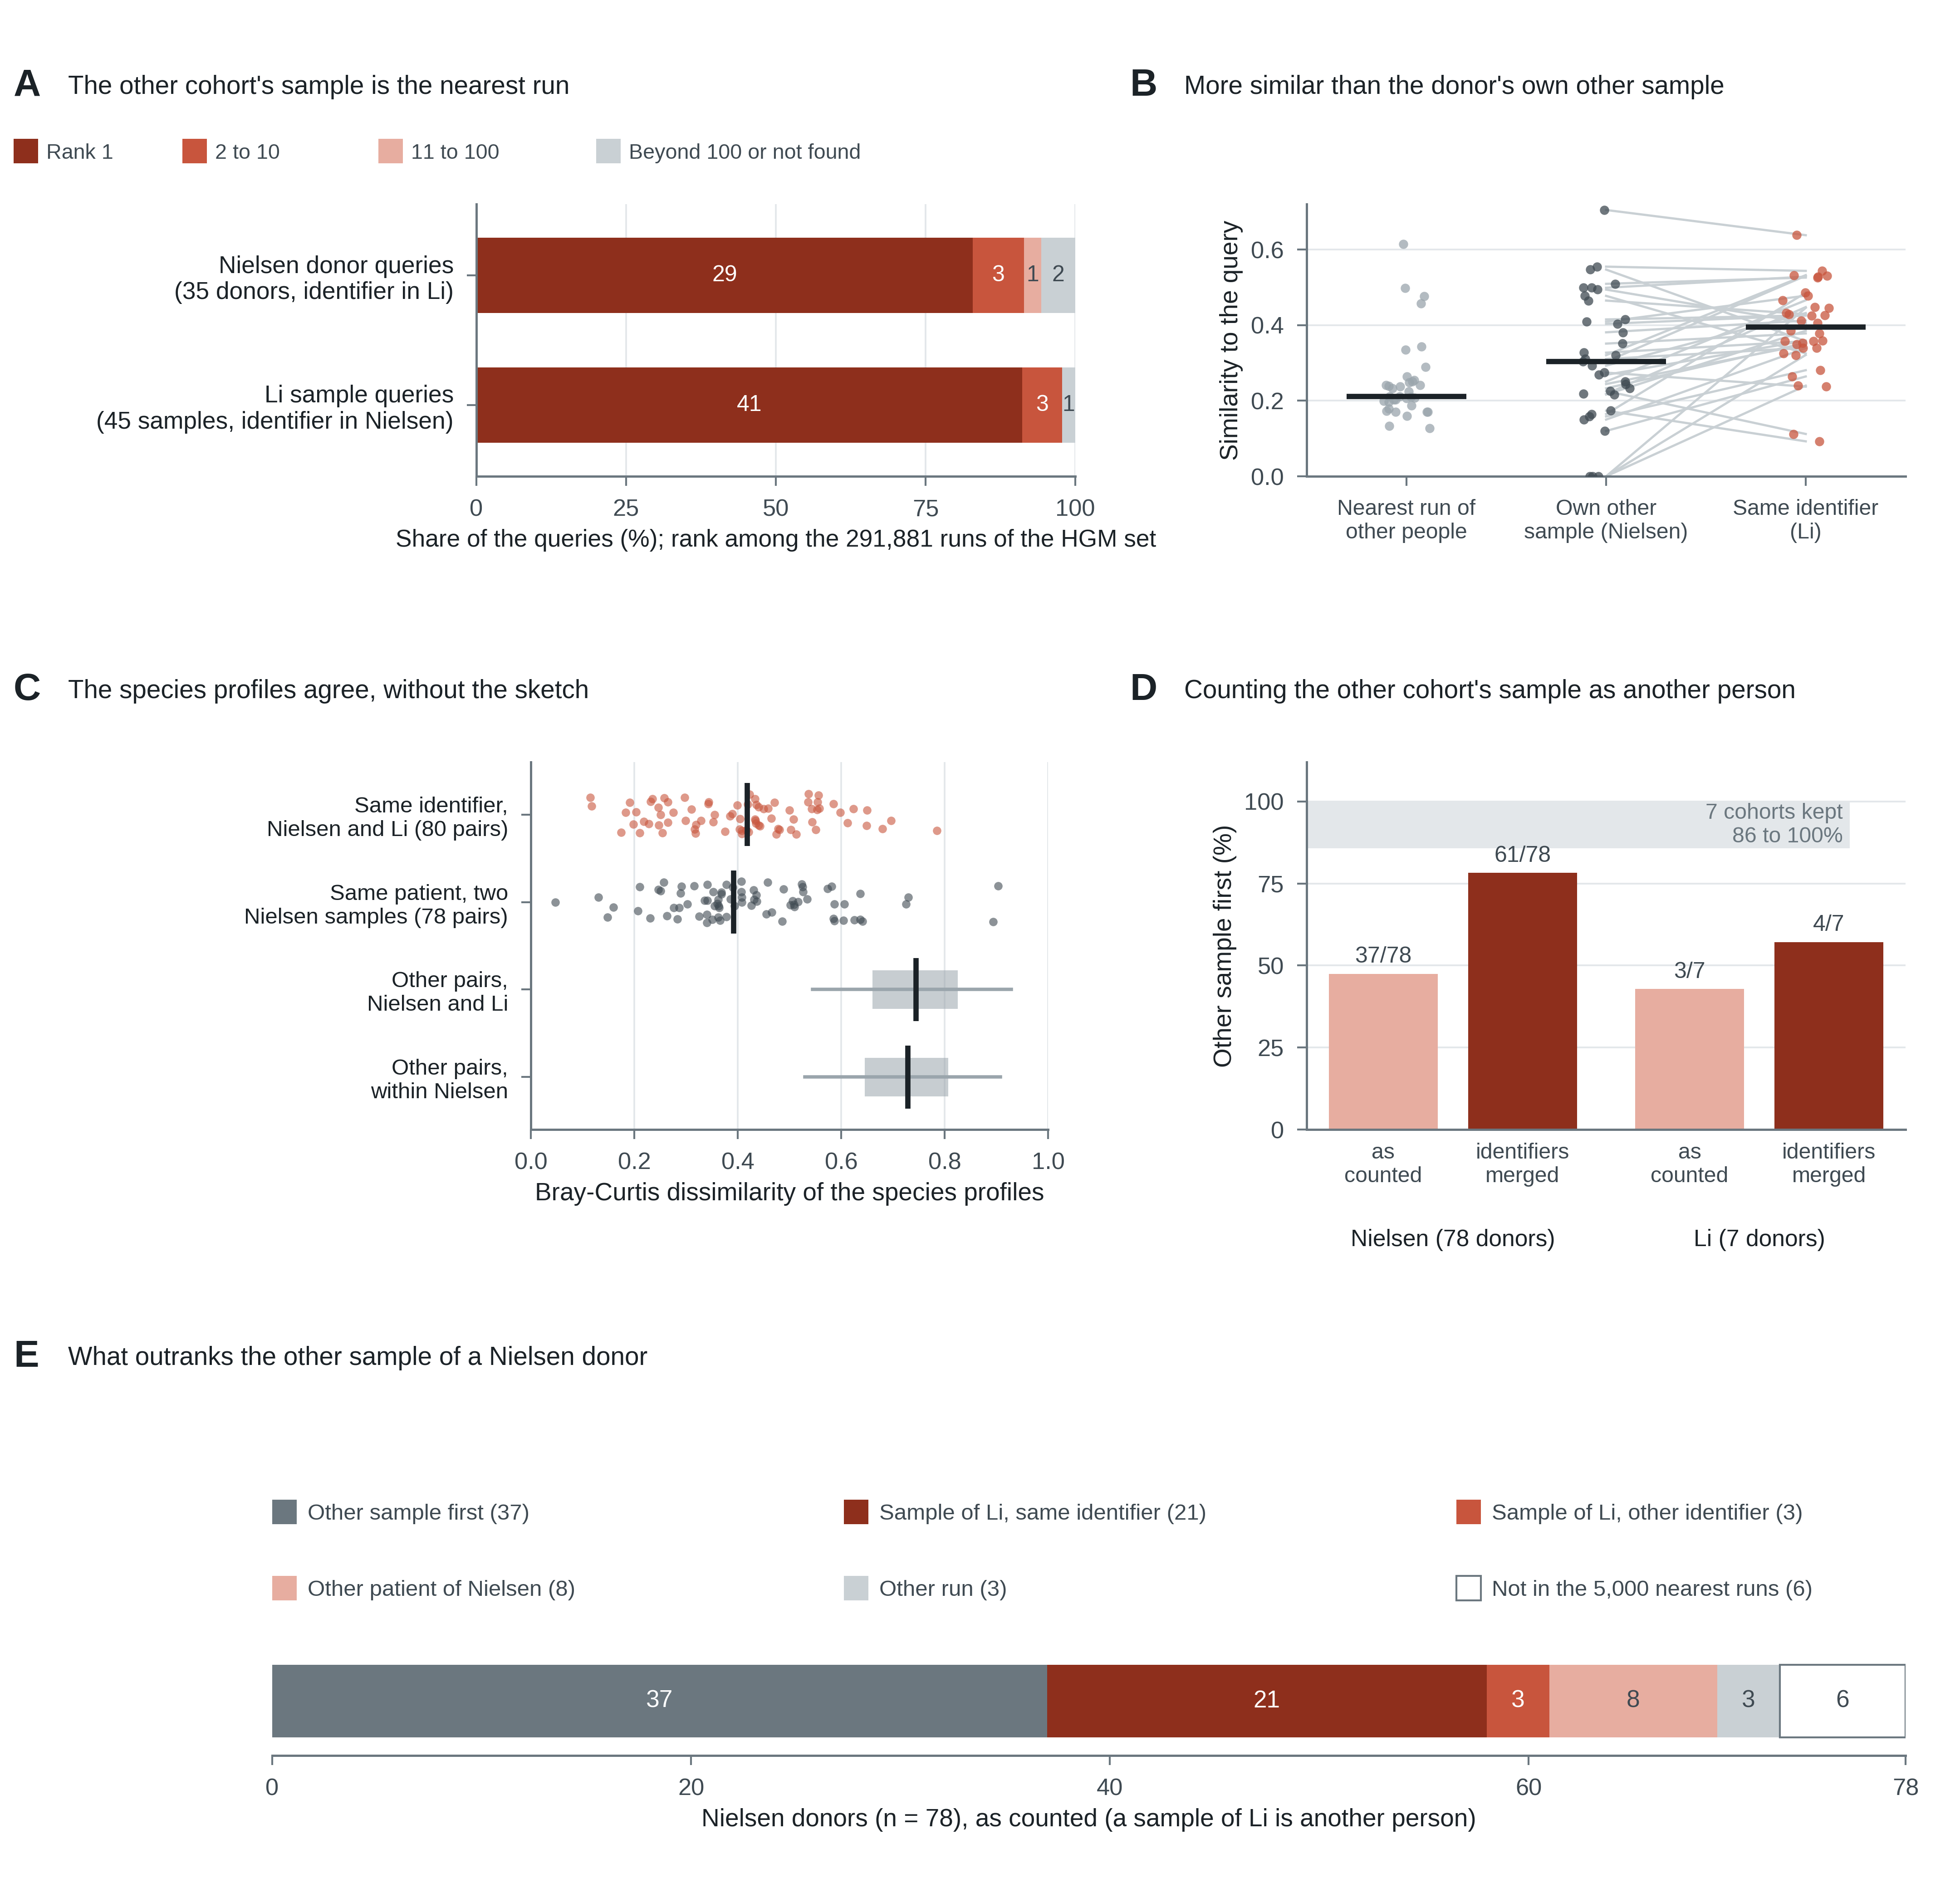 A The other cohort's sample is the nearest run
Rank 1 2 to 10 11 to 100 Beyond 100 or not found
Nielsen donor queries
(35 donors, identifier in Li)
29 3 1 2
Li sample queries
(45 samples, identifier in Nielsen)
41 3 1
0 25 50 75 100
Share of the queries (%); rank among the 291,881 runs of the HGM set
B More similar than the donor's own other sample
Similarity to the query
0.6
0.4
0.2
0.0
Nearest run of
other people
Own other
sample (Nielsen)
Same identifier
(Li)
C The species profiles agree, without the sketch
Same identifier,
Nielsen and Li (80 pairs)
Same patient, two
Nielsen samples (78 pairs)
Other pairs,
Nielsen and Li
Other pairs,
within Nielsen
0.0 0.2 0.4 0.6 0.8 1.0
Bray-Curtis dissimilarity of the species profiles
D Counting the other cohort's sample as another person
Other sample first (%)
100
75
50
25
0
7 cohorts kept
86 to 100%
37/78
61/78
3/7
4/7
as
counted
identifiers
merged
as
counted
identifiers
merged
Nielsen (78 donors)
Li (7 donors)
E What outranks the other sample of a Nielsen donor
Other sample first (37) Sample of Li, same identifier (21) Sample of Li, other identifier (3)
Other patient of Nielsen (8) Other run (3) Not in the 5,000 nearest runs (6)
37 21 3 8 3 6
0 20 40 60 78
Nielsen donors (n = 78), as counted (a sample of Li is another person)